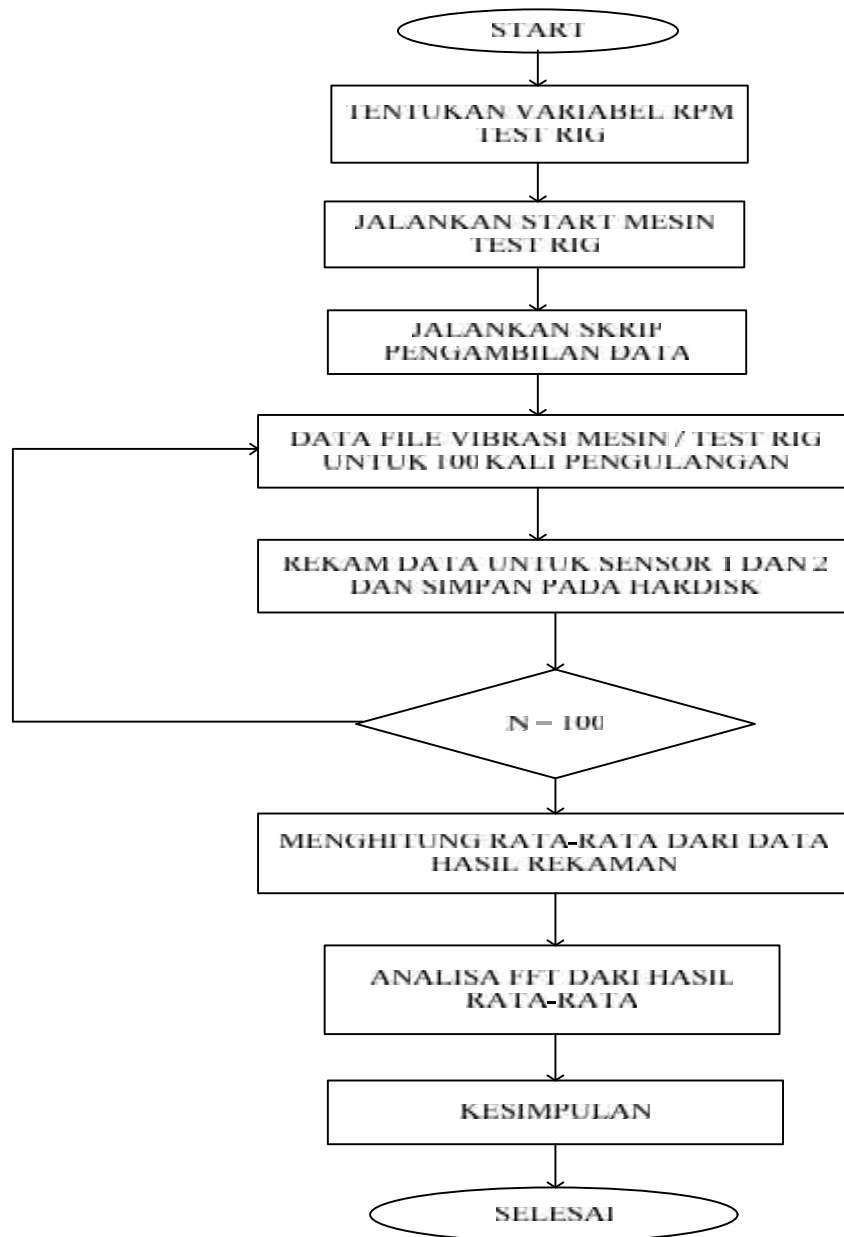 START
TENTUKAN VARIABEL RPM
TEST RIG
JALANKAN START MESIN
TEST RIG
JALANKAN SKRIP
PENGAMBILAN DATA
DATA FILE VIBRASI MESIN / TEST RIG
UNTUK 100 KALI PENGULANGAN
REKAM DATA UNTUK SENSOR 1 DAN 2
DAN SIMPAN PADA HARDISK
N = 100
MENGHITUNG RATA-RATA DARI DATA
HASIL REKAMAN
ANALISA FFT DARI HASIL
RATA-RATA
KESIMPULAN
SELESAI